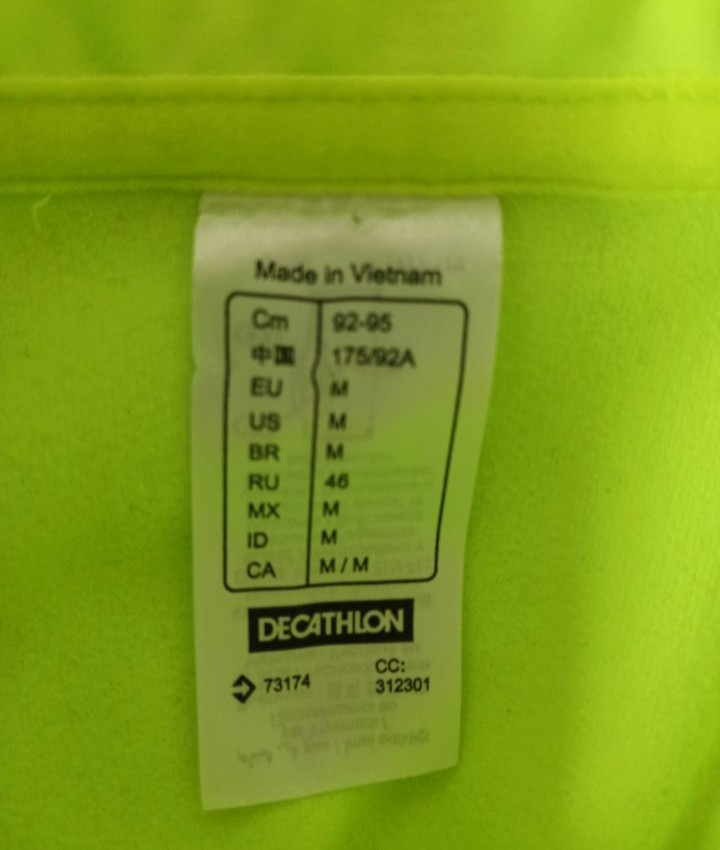 Made in Vietnam
Cm 92-95
中国 175/92A
EU M
US M
BR M
RU 46
MX M
ID M
CA M / M
DECATHLON
73174 CC:
312301